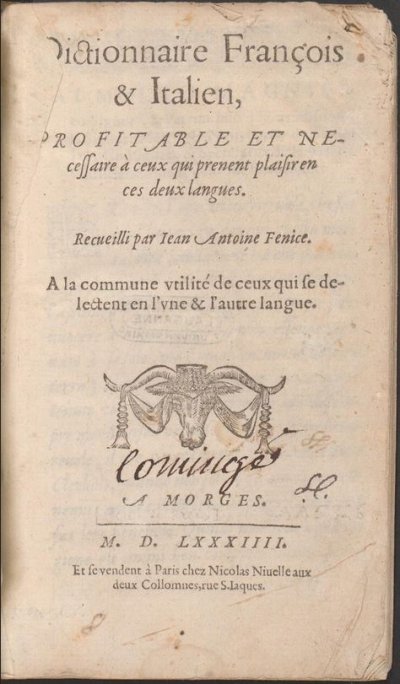 Dictionnaire François
& Italien,
PROFITABLE ET NE-
ceſſaire à ceux qui prenent plaiſir en
ces deux langues.
Recueilli par Iean Antoine Fenice.
A la commune vtilité de ceux qui ſe de-
lectent en l'vne & l'autre langue.
Cominge
A MORGES.
M. D. LXXXIIII.
Et ſe vendent à Paris chez Nicolas Niuelle aux
deux Collomnes, rue S. Iaques.